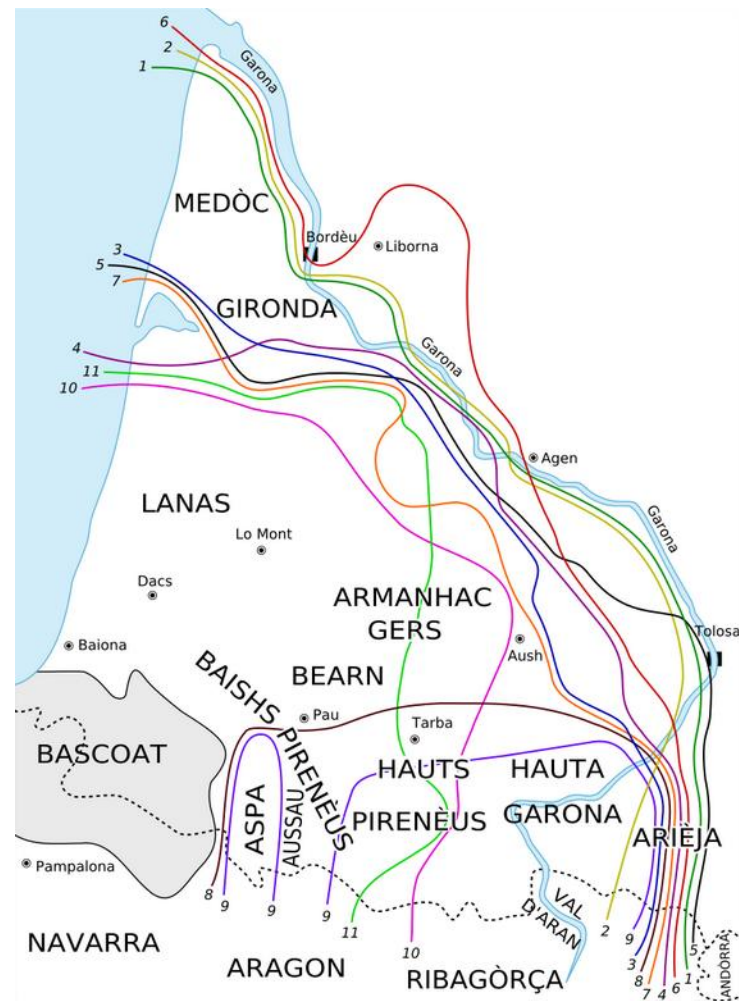 6
2
1
Garona
MEDÒC
Bordèu
Liborna
3
5
7
GIRONDA
4
11
10
Garona
Agen
LANAS
Garona
Lo Mont
Dacs
ARMANHAC
GERS
Tolosa
Baiona
Aush
BEARN
BAISHS PIRENÈUS
Pau
Tarba
BASCOAT
HAUTS
HAUTA
ASPA
AUSSAU
PIRENÈUS
GARONA
ARIÈJA
Pampalona
8
9
9
9
11
10
VAL
D'ARAN
2
9
3
8
7
4
6
1
5
ANDÒRRA
NAVARRA
ARAGON
RIBAGÒRÇA